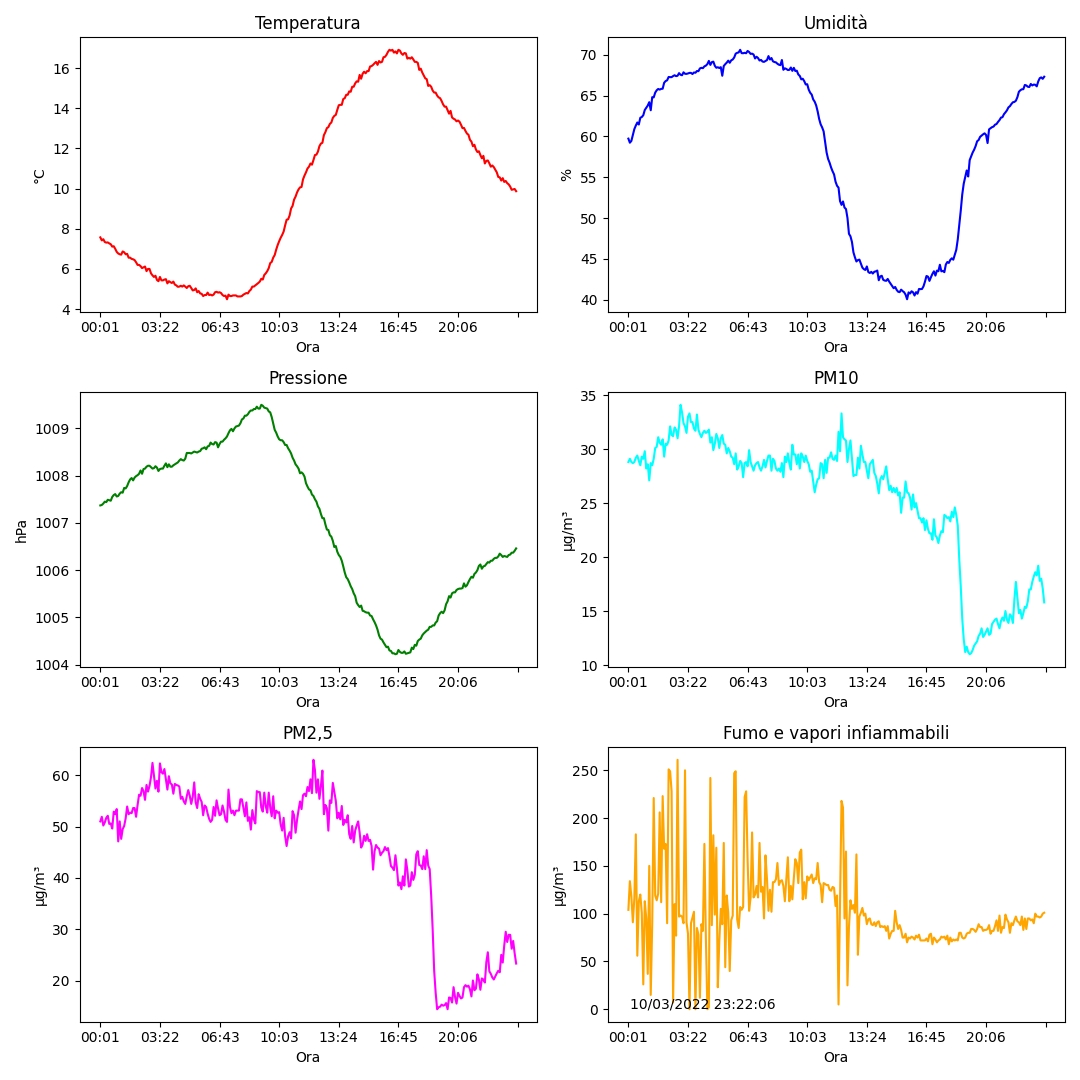 Temperatura
°C
16
14
12
10
8
6
4
00:01 03:22 06:43 10:03 13:24 16:45 20:06
Ora
Umidità
%
70
65
60
55
50
45
40
00:01 03:22 06:43 10:03 13:24 16:45 20:06
Ora
Pressione
hPa
1009
1008
1007
1006
1005
1004
00:01 03:22 06:43 10:03 13:24 16:45 20:06
Ora
PM10
µg/m³
35
30
25
20
15
10
00:01 03:22 06:43 10:03 13:24 16:45 20:06
Ora
PM2,5
µg/m³
60
50
40
30
20
00:01 03:22 06:43 10:03 13:24 16:45 20:06
Ora
Fumo e vapori infiammabili
µg/m³
250
200
150
100
50
0
10/03/2022 23:22:06
00:01 03:22 06:43 10:03 13:24 16:45 20:06
Ora